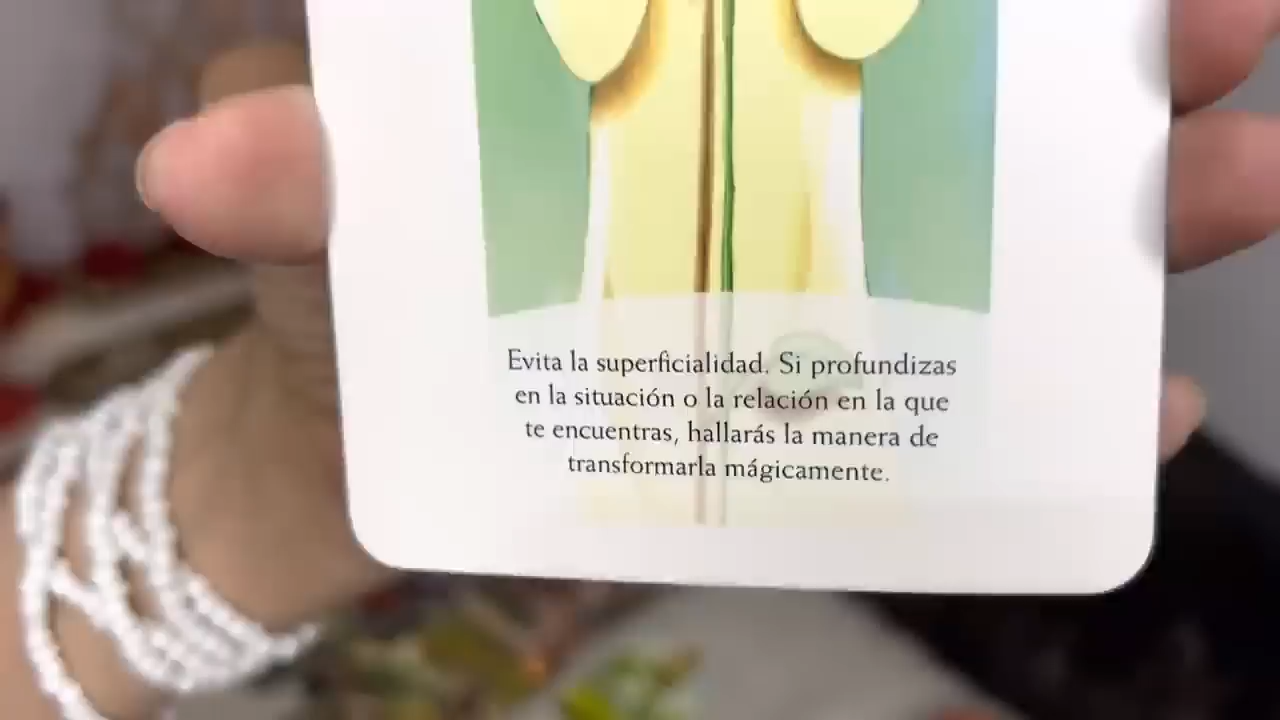 Evita la superficialidad. Si profundizas
en la situación o la relación en la que
te encuentras, hallarás la manera de
transformarla mágicamente.